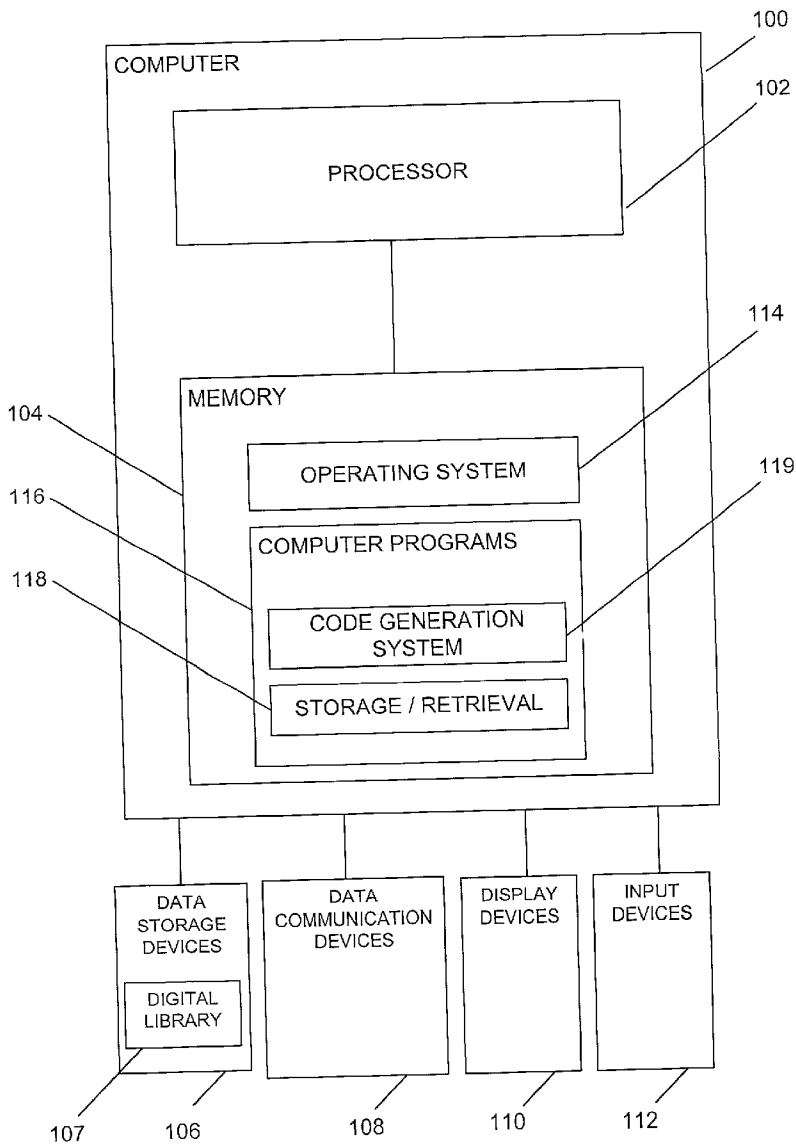 100
COMPUTER
102
PROCESSOR
114
MEMORY
104
OPERATING SYSTEM
119
116
COMPUTER PROGRAMS
118
CODE GENERATION
SYSTEM
STORAGE / RETRIEVAL
DATA
STORAGE
DEVICES
DIGITAL
LIBRARY
DATA
COMMUNICATION
DEVICES
DISPLAY
DEVICES
INPUT
DEVICES
107
106
108
110
112